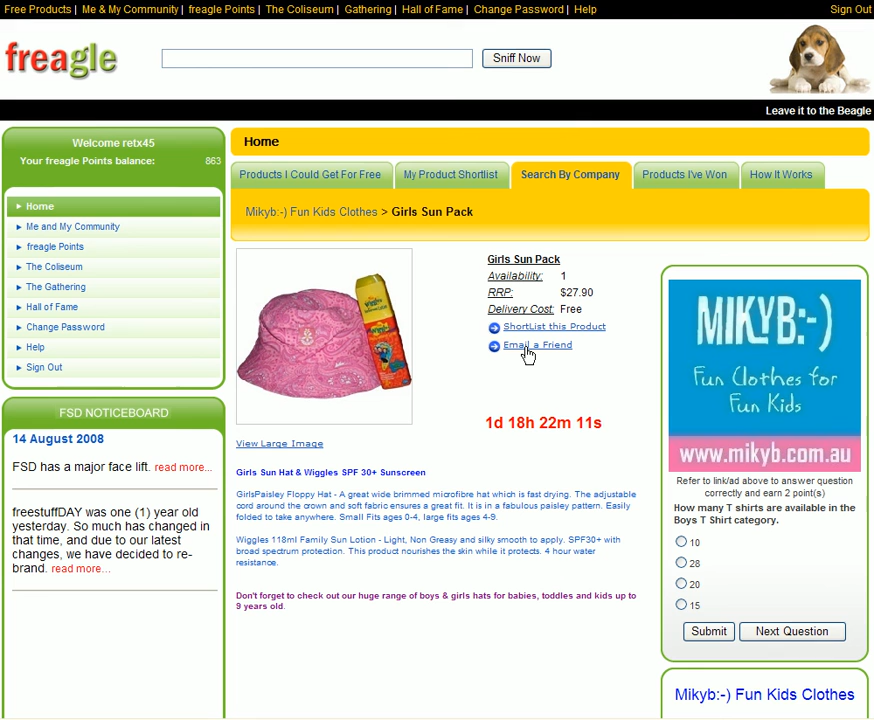 Free Products | Me & My Community | freagle Points | The Coliseum | Gathering | Hall of Fame | Change Password | Help
Sign Out
freagle
Sniff Now
Leave it to the Beagle
Welcome retx45
Your freagle Points balance: 863
Home
Me and My Community
freagle Points
The Coliseum
The Gathering
Hall of Fame
Change Password
Help
Sign Out
FSD NOTICEBOARD
14 August 2008
FSD has a major face lift. read more...
freestuffDAY was one (1) year old
yesterday. So much has changed in
that time, and due to our latest
changes, we have decided to re-
brand. read more...
Home
Products I Could Get For Free
My Product Shortlist
Search By Company
Products I've Won
How It Works
Mikyb:-) Fun Kids Clothes > Girls Sun Pack
Girls Sun Pack
Availability: 1
RRP: $27.90
Delivery Cost: Free
ShortList this Product
Email a Friend
1d 18h 22m 11s
View Large Image
Girls Sun Hat & Wiggles SPF 30+ Sunscreen
GirlsPaisley Floppy Hat - A great wide brimmed microfibre hat which is fast drying. The adjustable
cord around the crown and soft fabric ensures a great fit. It is in a fabulous paisley pattern. Easily
folded to take anywhere. Small Fits ages 0-4, large fits ages 4-9.
Wiggles 118ml Family Sun Lotion - Light, Non Greasy and silky smooth to apply. SPF30+ with
broad spectrum protection. This product nourishes the skin while it protects. 4 hour water
resistance.
Don't forget to check out our huge range of boys & girls hats for babies, toddles and kids up to
9 years old.
MIKYB:-)
Fun Clothes for
Fun Kids
www.mikyb.com.au
Refer to link/ad above to answer question
correctly and earn 2 point(s)
How many T shirts are available in the
Boys T Shirt category.
10
28
20
15
Submit
Next Question
Mikyb:-) Fun Kids Clothes